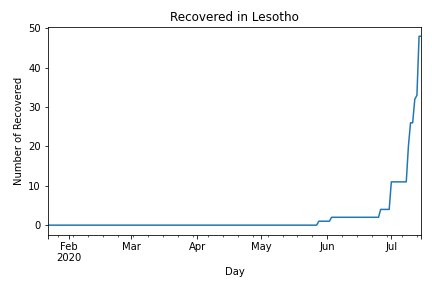 Recovered in Lesotho
Number of Recovered
50
40
30
20
10
0
Feb
2020
Mar
Apr
May
Jun
Jul
Day